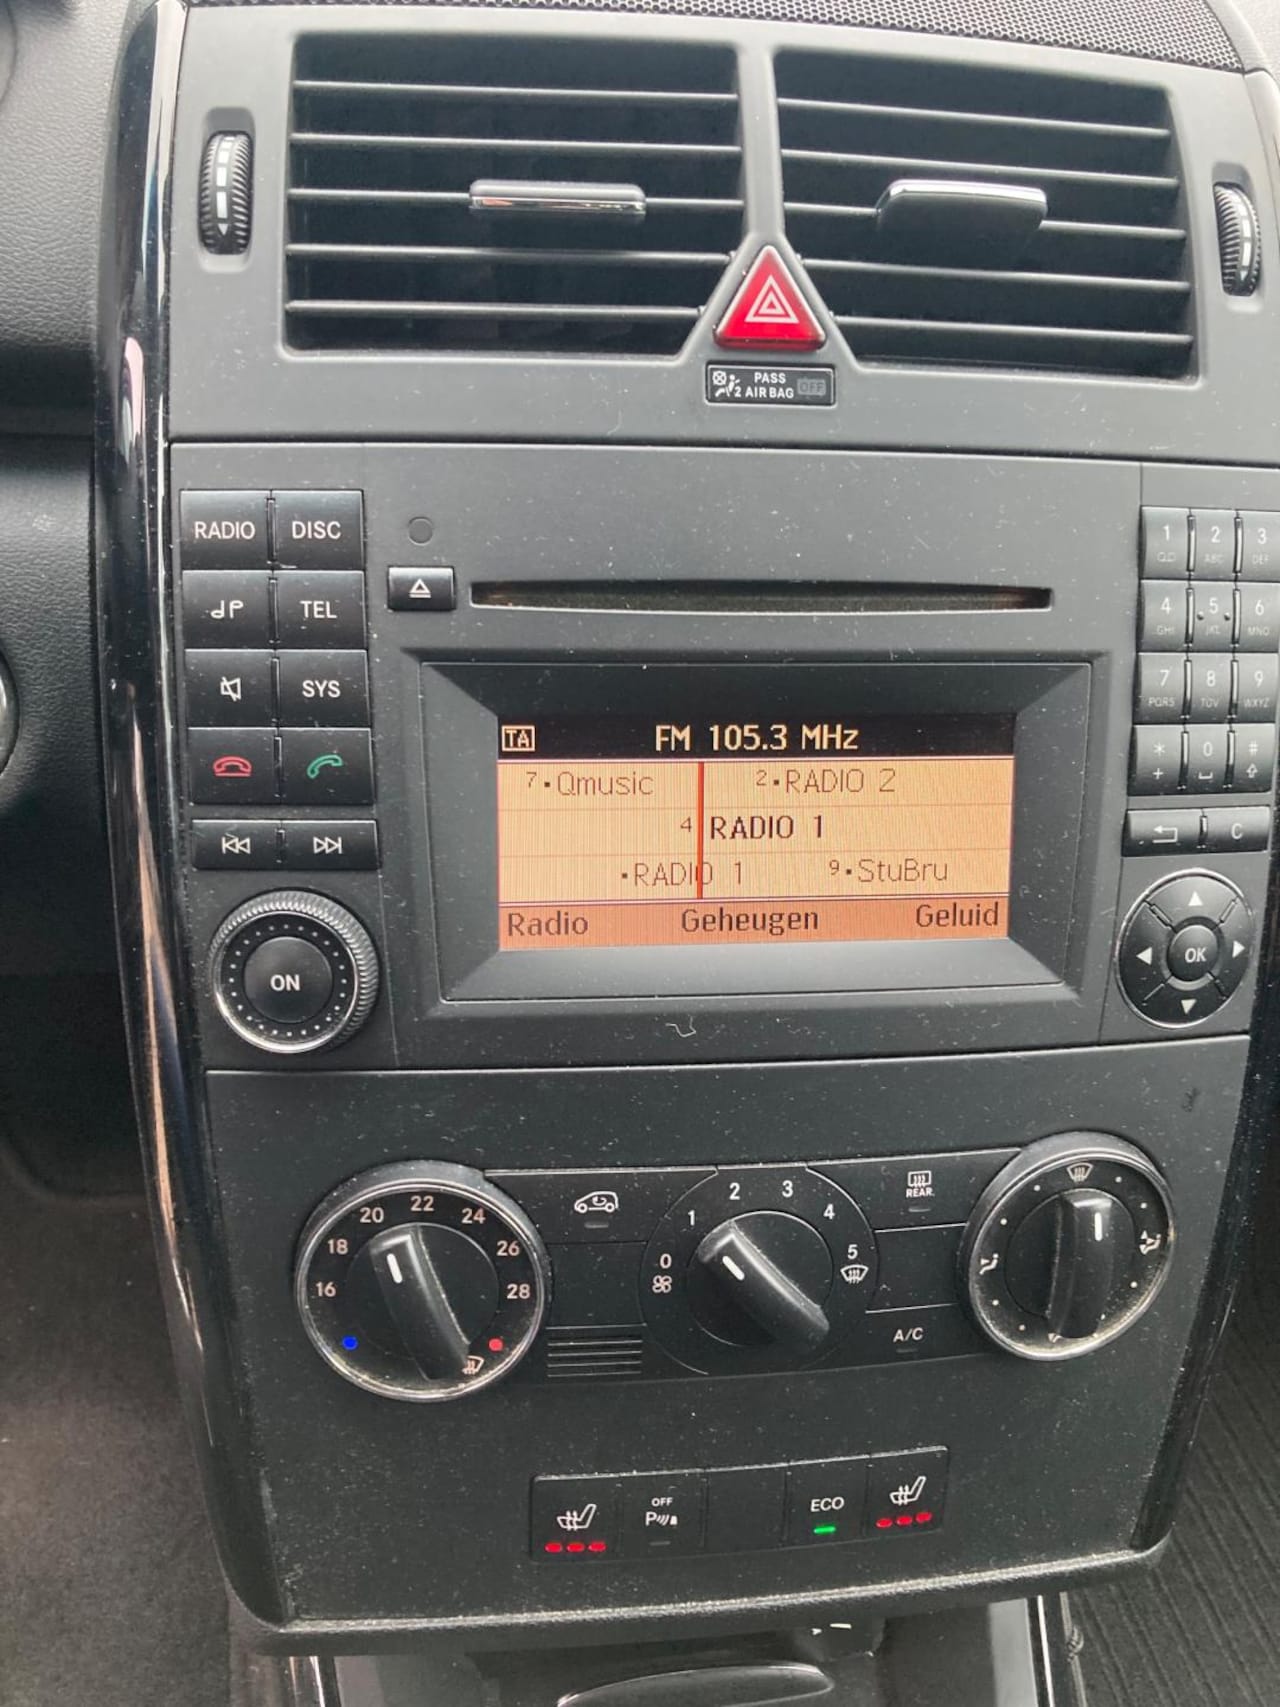 PASS
2 AIRBAG OFF
RADIO DISC
TEL
SYS
ON
TA FM 105.3 MHz
7 Qmusic 2 RADIO 2
4 RADIO 1
RADIO 1 9 StuBru
Radio Geheugen Geluid
1 2 ABC 3 DEF
4 GHI 5 JKL 6 MNO
7 PQRS 8 TUV 9 WXYZ
* + 0 #
C
OK
16 18 20 22 24 26 28
0 1 2 3 4 5
REAR
A/C
OFF
P
ECO